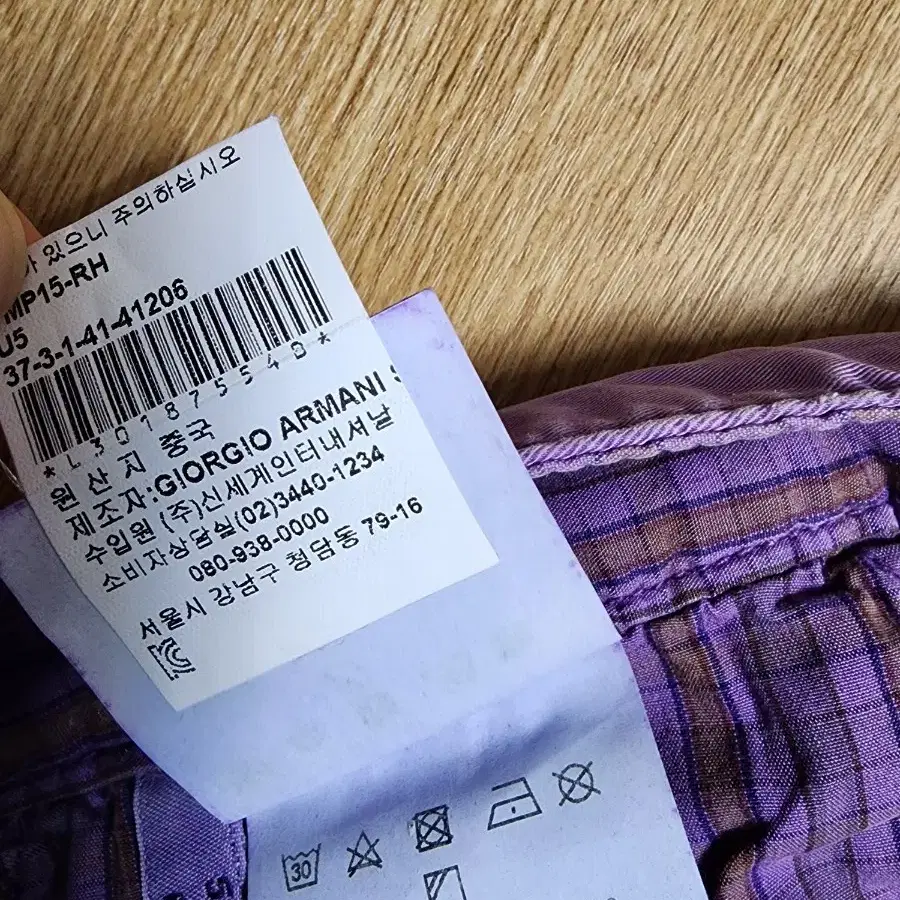 있으니 주의하십시오
MP15-RH
U5
37-3-1-41-41206
*L301875540*
원 산 지 중국
제조자:GIORGIO ARMANI
수입원 (주)신세계인터내셔날
소비자상담실(02)3440-1234
080-938-0000
서울시 강남구 청담동 79-16
KC
30